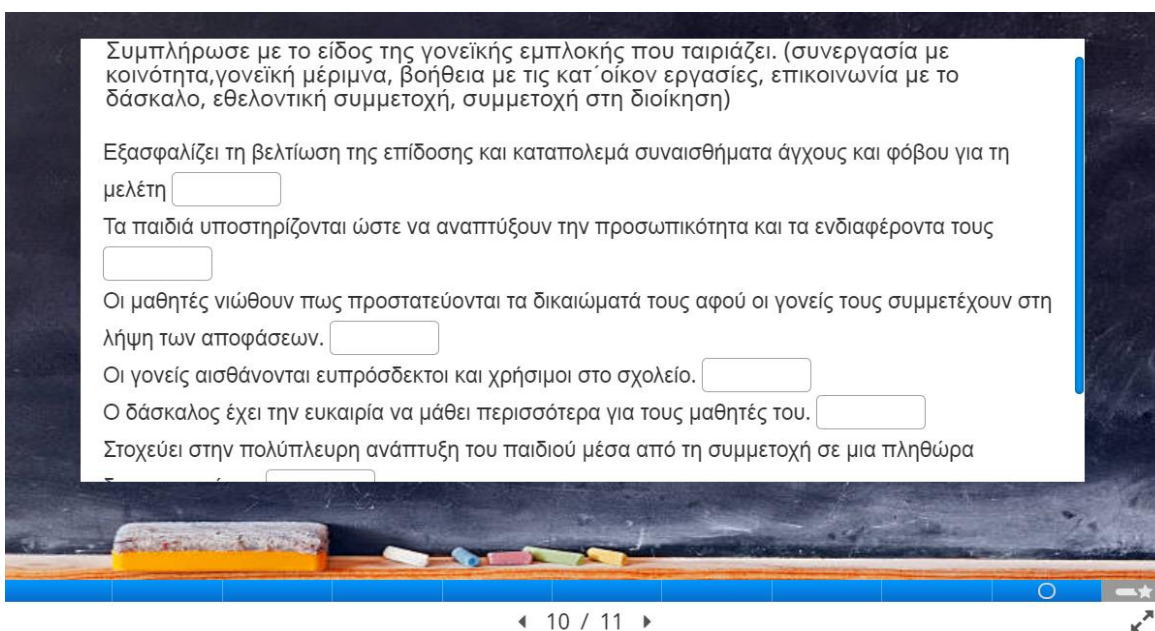 Συμπλήρωσε με το είδος της γονεϊκής εμπλοκής που ταιριάζει. (συνεργασία με
κοινότητα,γονεϊκή μέριμνα, βοήθεια με τις κατ΄οίκον εργασίες, επικοινωνία με το
δάσκαλο, εθελοντική συμμετοχή, συμμετοχή στη διοίκηση)
Εξασφαλίζει τη βελτίωση της επίδοσης και καταπολεμά συναισθήματα άγχους και φόβου για τη
μελέτη
Τα παιδιά υποστηρίζονται ώστε να αναπτύξουν την προσωπικότητα και τα ενδιαφέροντα τους
Οι μαθητές νιώθουν πως προστατεύονται τα δικαιώματά τους αφού οι γονείς τους συμμετέχουν στη
λήψη των αποφάσεων.
Οι γονείς αισθάνονται ευπρόσδεκτοι και χρήσιμοι στο σχολείο.
Ο δάσκαλος έχει την ευκαιρία να μάθει περισσότερα για τους μαθητές του.
Στοχεύει στην πολύπλευρη ανάπτυξη του παιδιού μέσα από τη συμμετοχή σε μια πληθώρα
10 / 11